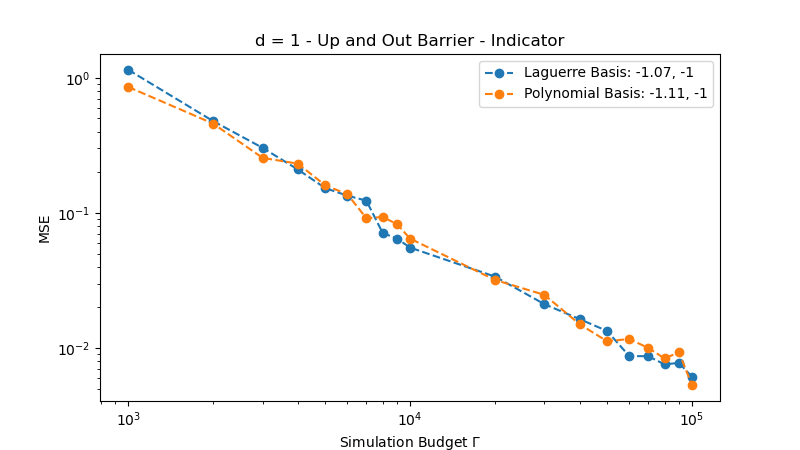 d = 1 - Up and Out Barrier - Indicator
Laguerre Basis: -1.07, -1
Polynomial Basis: -1.11, -1
MSE
10⁰
10⁻¹
10⁻²
10³
10⁴
10⁵
Simulation Budget Γ